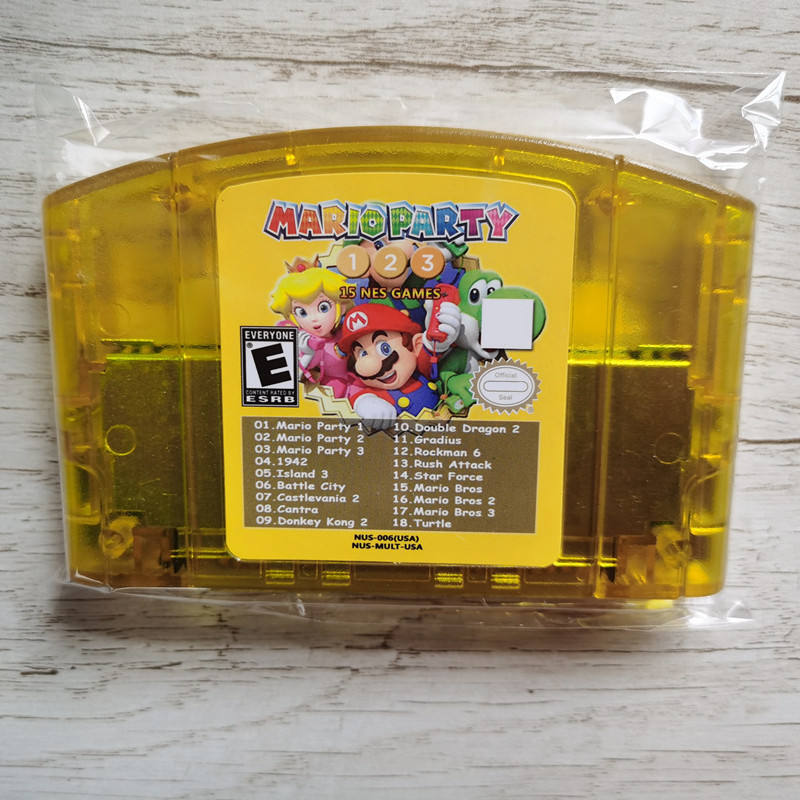 MARIO PARTY
1 2 3
15 NES GAMES
EVERYONE
E
CONTENT RATED BY
ESRB
M
Official
Seal
01.Mario Party 1
02.Mario Party 2
03.Mario Party 3
04.1942
05.Island 3
06.Battle City
07.Castlevania 2
08.Cantra
09.Donkey Kong 2
10.Double Dragon 2
11.Gradius
12.Rockman 6
13.Rush Attack
14.Star Force
15.Mario Bros
16.Mario Bros 2
17.Mario Bros 3
18.Turtle
NUS-006(USA)
NUS-MULT-USA